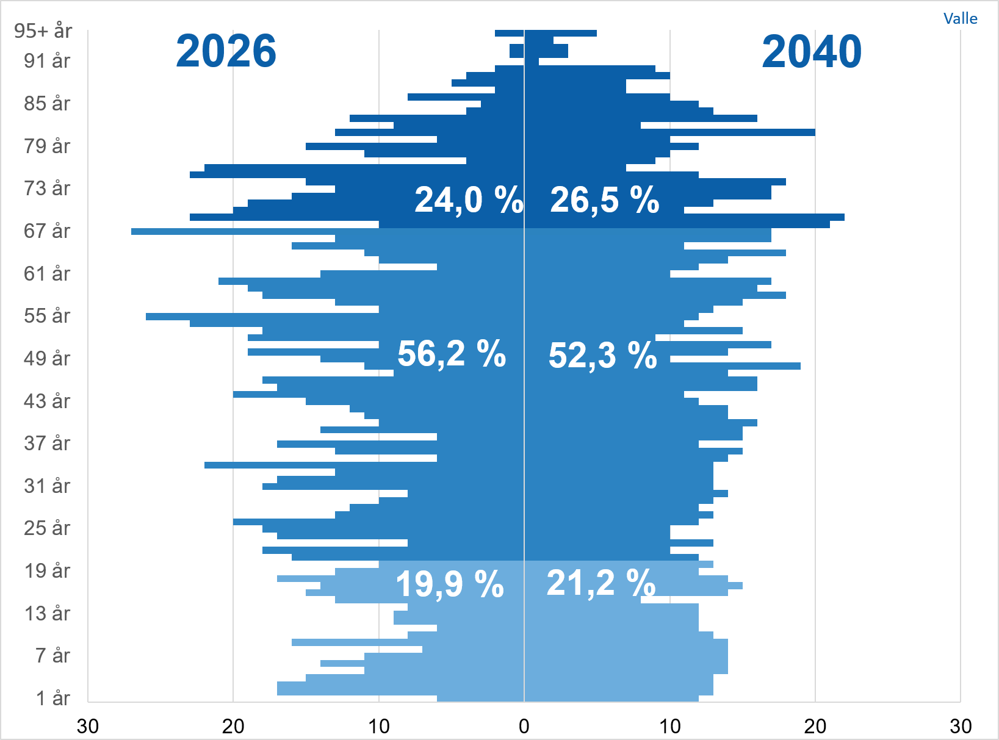 Valle
2026
2040
95+ år
91 år
85 år
79 år
73 år
67 år
61 år
55 år
49 år
43 år
37 år
31 år
25 år
19 år
13 år
7 år
1 år
24,0 %
26,5 %
56,2 %
52,3 %
19,9 %
21,2 %
30
20
10
0
10
20
30